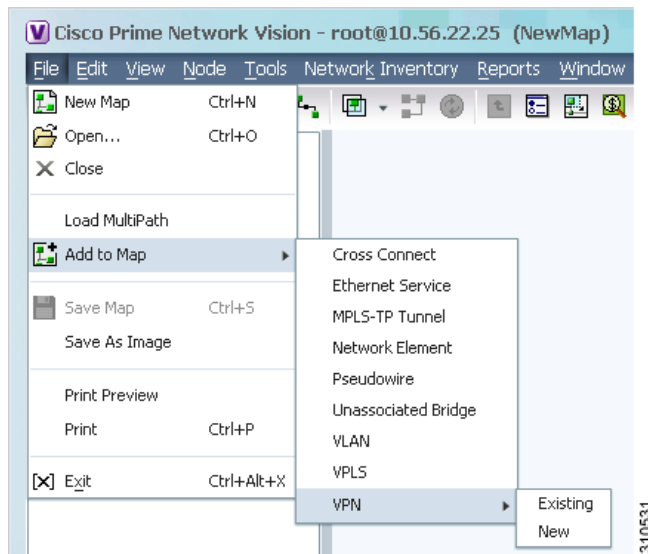 V Cisco Prime Network Vision - root@10.56.22.25 (NewMap)
File Edit View Node Tools Network Inventory Reports Window
New Map Ctrl+N
Open... Ctrl+O
Close
Load MultiPath
Add to Map
Save Map Ctrl+S
Save As Image
Print Preview
Print Ctrl+P
[x] Exit Ctrl+Alt+X
Cross Connect
Ethernet Service
MPLS-TP Tunnel
Network Element
Pseudowire
Unassociated Bridge
VLAN
VPLS
VPN
Existing
New
310531